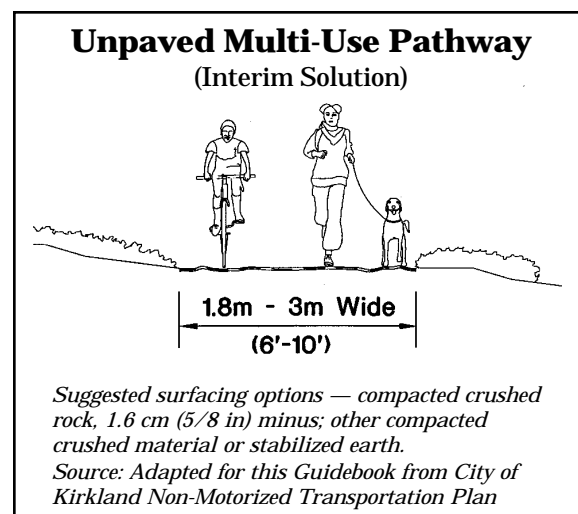 Unpaved Multi-Use Pathway
(Interim Solution)
1.8m - 3m Wide
(6'-10')
Suggested surfacing options — compacted crushed
rock, 1.6 cm (5/8 in) minus; other compacted
crushed material or stabilized earth.
Source: Adapted for this Guidebook from City of
Kirkland Non-Motorized Transportation Plan